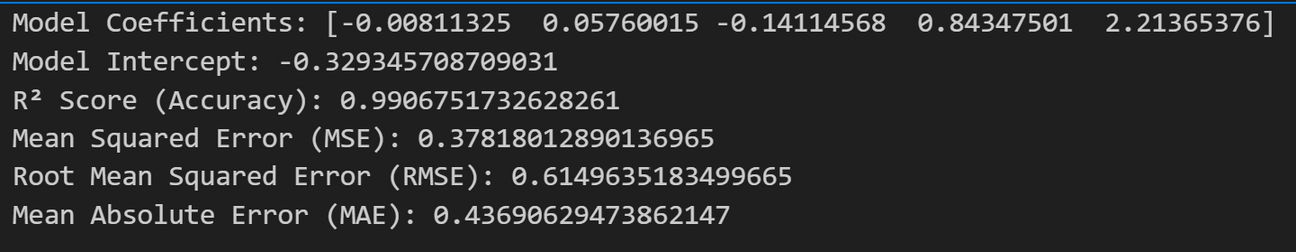 Model Coefficients: [-0.00811325  0.05760015 -0.14114568  0.84347501  2.21365376]
Model Intercept: -0.329345708709031
R² Score (Accuracy): 0.9906751732628261
Mean Squared Error (MSE): 0.37818012890136965
Root Mean Squared Error (RMSE): 0.6149635183499665
Mean Absolute Error (MAE): 0.43690629473862147